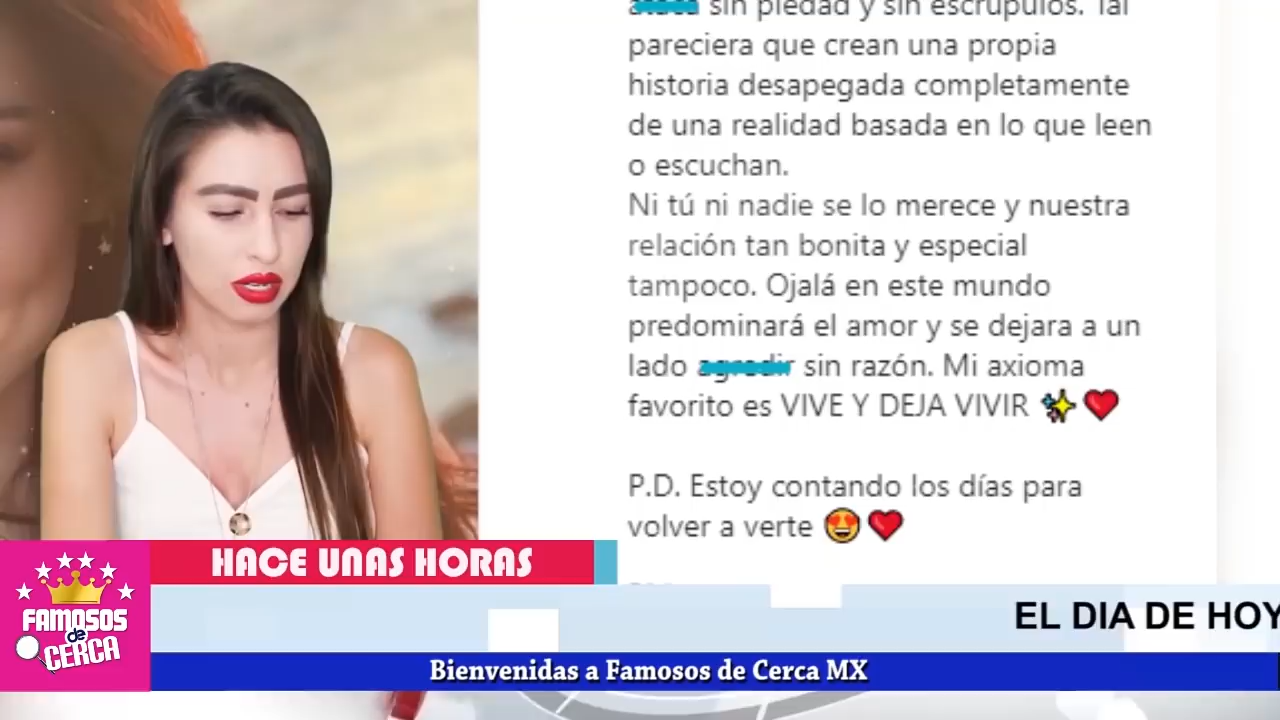 sin piedad y sin escrúpulos. Tal
pareciera que crean una propia
historia desapegada completamente
de una realidad basada en lo que leen
o escuchan.
Ni tú ni nadie se lo merece y nuestra
relación tan bonita y especial
tampoco. Ojalá en este mundo
predominará el amor y se dejara a un
lado agredir sin razón. Mi axioma
favorito es VIVE Y DEJA VIVIR ✨❤️
P.D. Estoy contando los días para
volver a verte 😍❤️
HACE UNAS HORAS
FAMOSOS
de
CERCA
EL DIA DE HOY
Bienvenidas a Famosos de Cerca MX